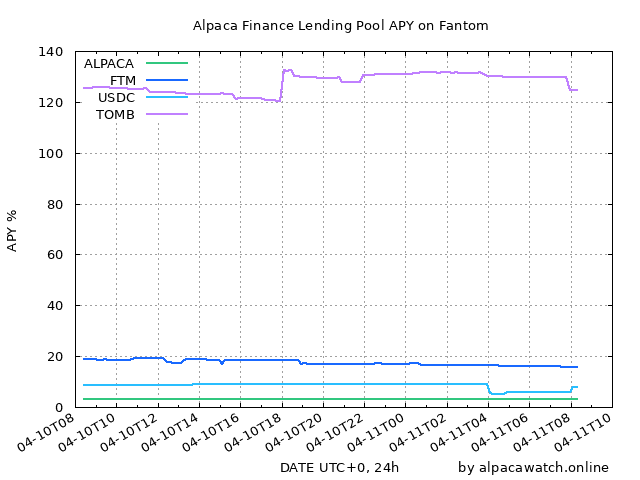 Alpaca Finance Lending Pool APY on Fantom
140
120
100
80
60
40
20
0
APY %
ALPACA
FTM
USDC
TOMB
04-10T08
04-10T10
04-10T12
04-10T14
04-10T16
04-10T18
04-10T20
04-10T22
04-11T00
04-11T02
04-11T04
04-11T06
04-11T08
04-11T10
DATE UTC+0, 24h
by alpacawatch.online